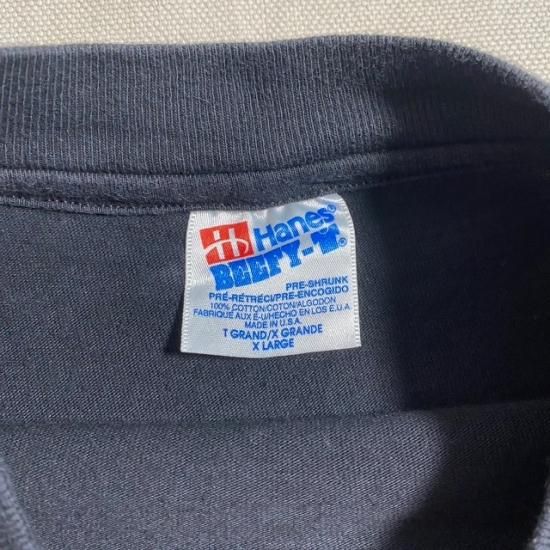 Hanes®
BEEFY-T®
PRE-SHRUNK
PRÉ-RÉTRÉCI/PRE-ENCOGIDO
100% COTTON/COTON/ALGODON
FABRIQUE AUX É-U/HECHO EN LOS E.U.A
MADE IN U.S.A.
T GRAND/X GRANDE
X LARGE